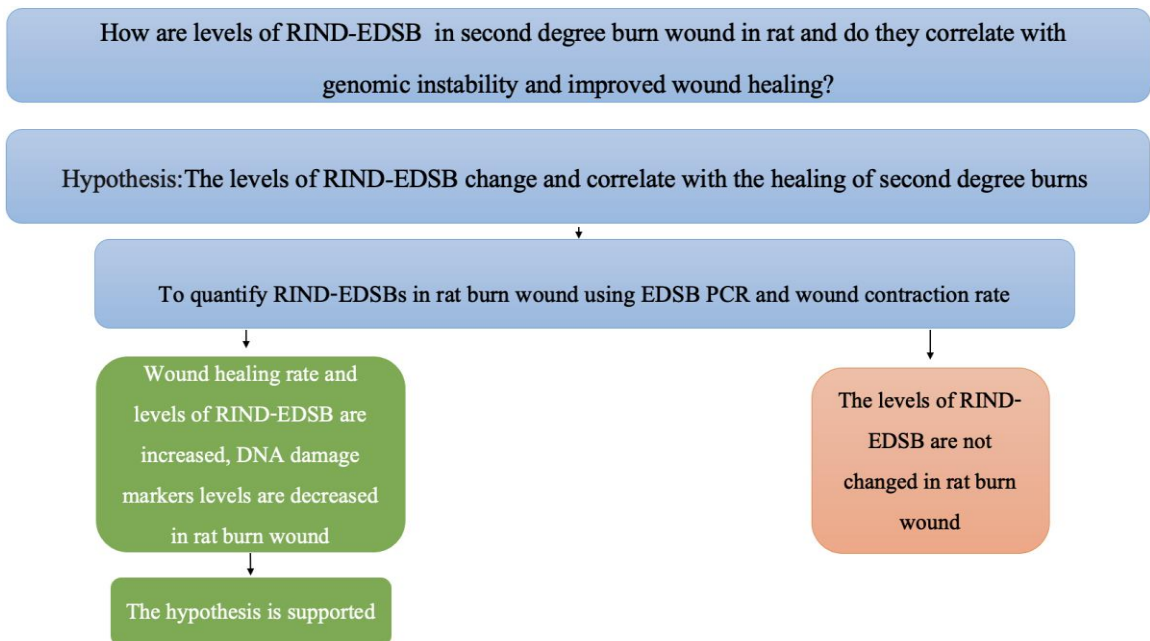 How are levels of RIND-EDSB in second degree burn wound in rat and do they correlate with
genomic instability and improved wound healing?
Hypothesis:The levels of RIND-EDSB change and correlate with the healing of second degree burns
To quantify RIND-EDSBs in rat burn wound using EDSB PCR and wound contraction rate
Wound healing rate and
levels of RIND-EDSB are
increased, DNA damage
markers levels are decreased
in rat burn wound
The hypothesis is supported
The levels of RIND-
EDSB are not
changed in rat burn
wound